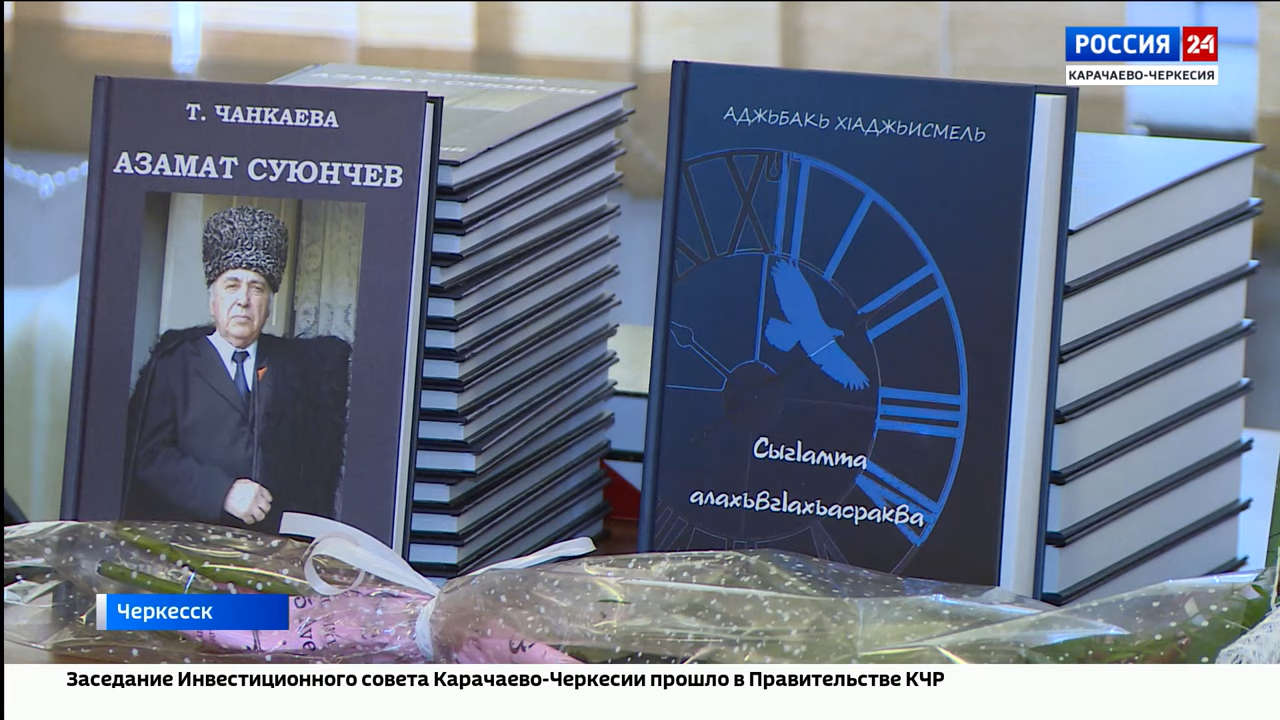 РОССИЯ 24
КАРАЧАЕВО-ЧЕРКЕСИЯ
Т. ЧАНКАЕВА
АЗАМАТ СУЮНЧЕВ
АДЖЬБАКЬ ХIАДЖЬИСМЕЛЬ
СыгIамта
алахъвгIахъасраква
Черкесск
Заседание Инвестиционного совета Карачаево-Черкесии прошло в Правительстве КЧР